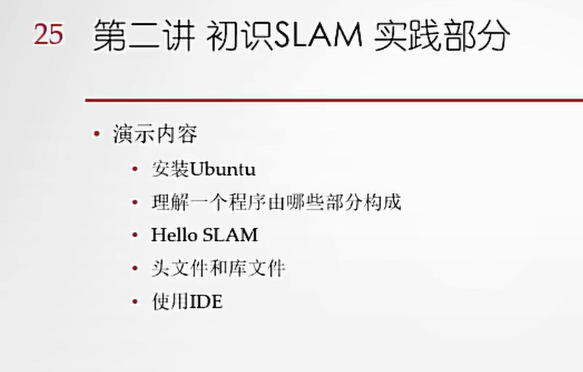 25 第二讲 初识SLAM 实践部分
• 演示内容
• 安装Ubuntu
• 理解一个程序由哪些部分构成
• Hello SLAM
• 头文件和库文件
• 使用IDE